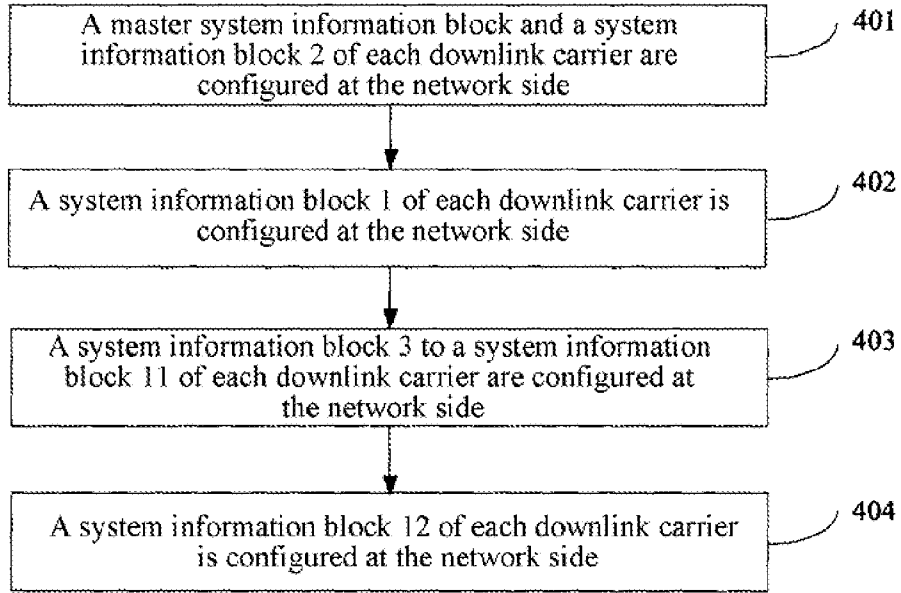 A master system information block and a system
information block 2 of each downlink carrier are
configured at the network side
401
A system information block 1 of each downlink carrier is
configured at the network side
402
A system information block 3 to a system information
block 11 of each downlink carrier are configured at
the network side
403
A system information block 12 of each downlink carrier
is configured at the network side
404